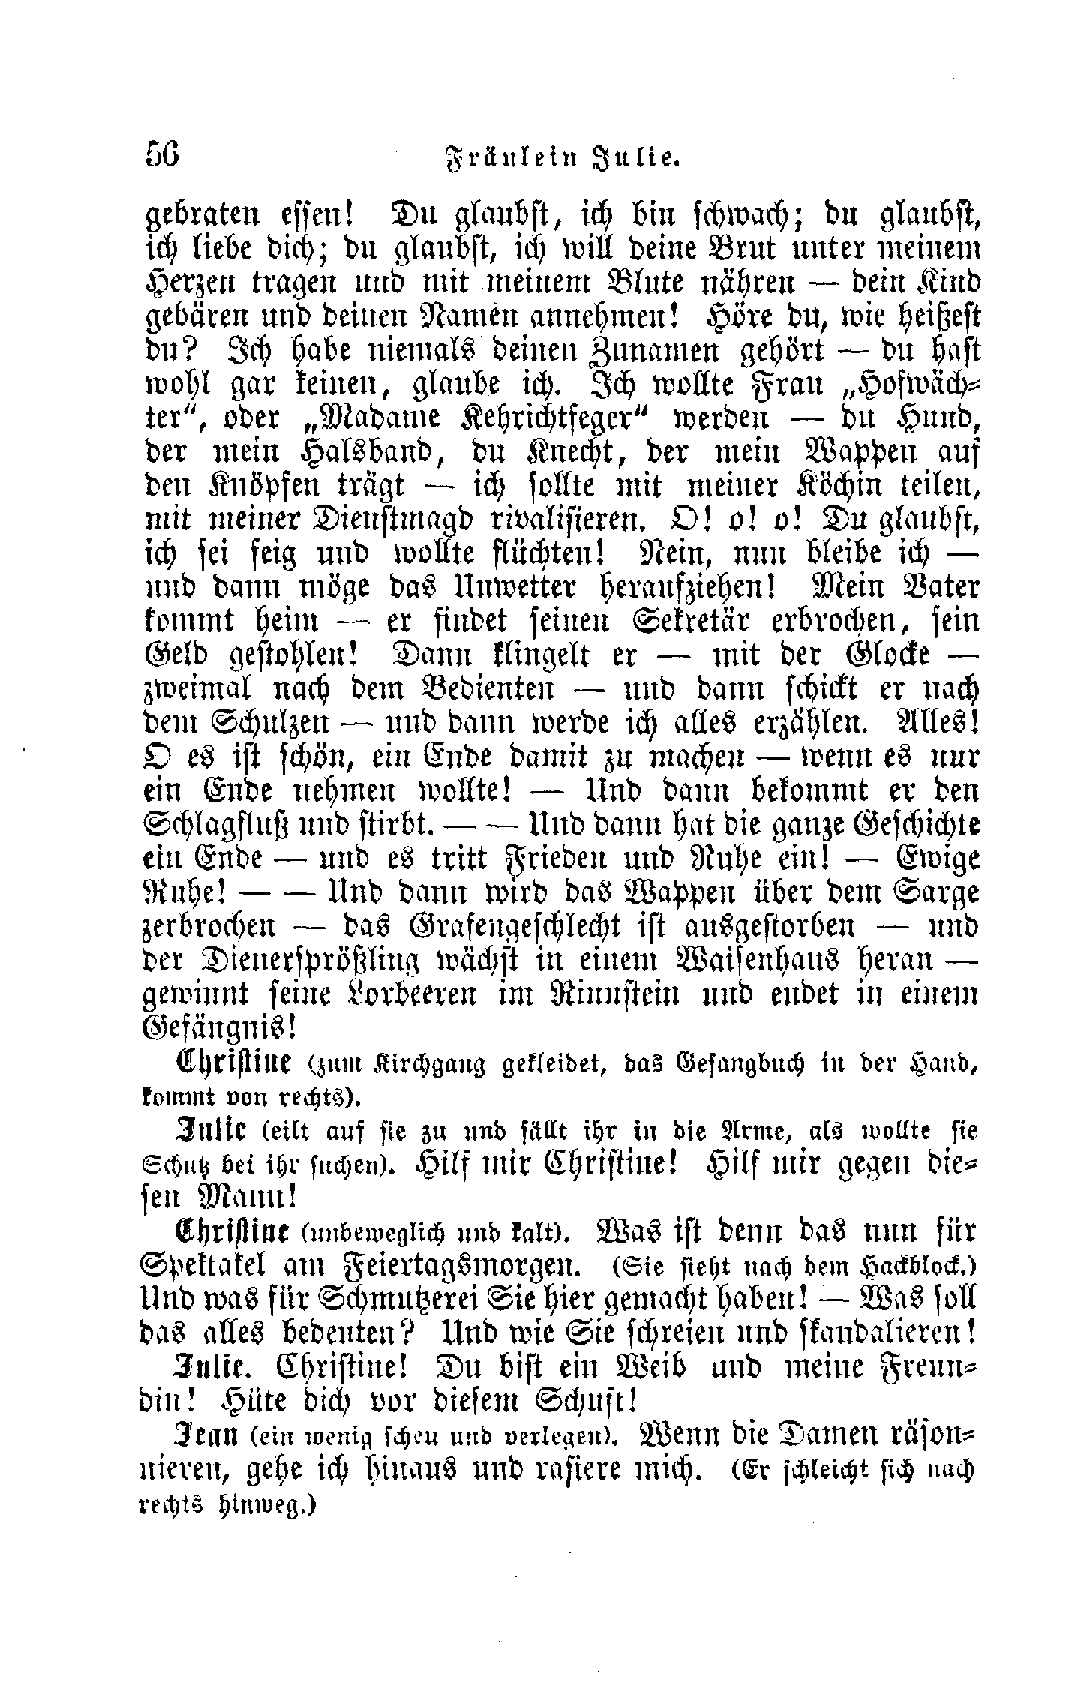 56 Fräulein Julie.
gebraten essen! Du glaubst, ich bin schwach; du glaubst,
ich liebe dich; du glaubst, ich will deine Brut unter meinem
Herzen tragen und mit meinem Blute nähren — dein Kind
gebären und deinen Namen annehmen! Höre du, wie heißest
du? Ich habe niemals deinen Zunamen gehört — du hast
wohl gar keinen, glaube ich. Ich wollte Frau „Hofwäch-
ter“, oder „Madame Kehrichtfeger“ werden — du Hund,
der mein Halsband, du Knecht, der mein Wappen auf
den Knöpfen trägt — ich sollte mit meiner Köchin teilen,
mit meiner Dienstmagd rivalisieren. O! o! o! Du glaubst,
ich sei feig und wollte flüchten! Nein, nun bleibe ich —
und dann möge das Unwetter heraufziehen! Mein Vater
kommt heim — er findet seinen Sekretär erbrochen, sein
Geld gestohlen! Dann klingelt er — mit der Glocke —
zweimal nach dem Bedienten — und dann schickt er nach
dem Schulzen — und dann werde ich alles erzählen. Alles!
O es ist schön, ein Ende damit zu machen — wenn es nur
ein Ende nehmen wollte! — Und dann bekommt er den
Schlagfluß und stirbt. — — Und dann hat die ganze Geschichte
ein Ende — und es tritt Frieden und Ruhe ein! — Ewige
Ruhe! — — Und dann wird das Wappen über dem Sarge
zerbrochen — das Grafengeschlecht ist ausgestorben — und
der Dienersprößling wächst in einem Waisenhaus heran —
gewinnt seine Lorbeeren im Rinnstein und endet in einem
Gefängnis!
Christine (zum Kirchgang gekleidet, das Gesangbuch in der Hand,
kommt von rechts).
Julie (eilt auf sie zu und fällt ihr in die Arme, als wollte sie
Schutz bei ihr suchen). Hilf mir Christine! Hilf mir gegen die-
sen Mann!
Christine (unbeweglich und kalt). Was ist denn das nun für
Spektakel am Feiertagsmorgen. (Sie sieht nach dem Hackblock.)
Und was für Schmutzerei Sie hier gemacht haben! — Was soll
das alles bedeuten? Und wie Sie schreien und skandalieren!
Julie. Christine! Du bist ein Weib und meine Freun-
din! Hüte dich vor diesem Schuft!
Jean (ein wenig scheu und verlegen). Wenn die Damen räson-
nieren, gehe ich hinaus und rasiere mich. (Er schleicht sich nach
rechts hinweg.)